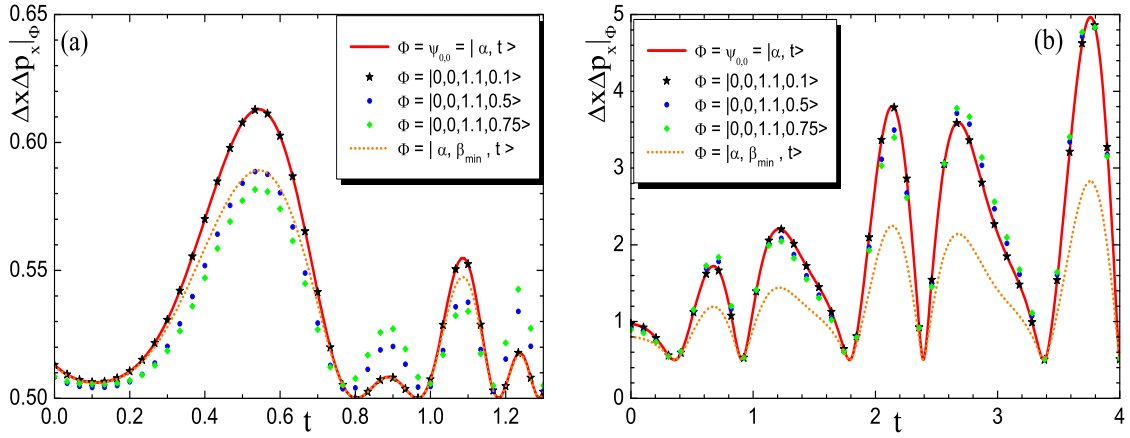 (a)
Φ = ψ0,0 = | α, t >
Φ = |0,0,1.1,0.1>
Φ = |0,0,1.1,0.5>
Φ = |0,0,1.1,0.75>
Φ = | α, βmin , t>
ΔxΔpx|Φ
0.65
0.60
0.55
0.50
0.0 0.2 0.4 0.6 0.8 1.0 1.2
t
(b)
Φ = ψ0,0 = |α, t>
Φ = |0,0,1.1,0.1>
Φ = |0,0,1.1,0.5>
Φ = |0,0,1.1,0.75>
Φ = |α, βmin , t>
ΔxΔpx|Φ
5
4
3
2
1
0
0 1 2 3 4
t